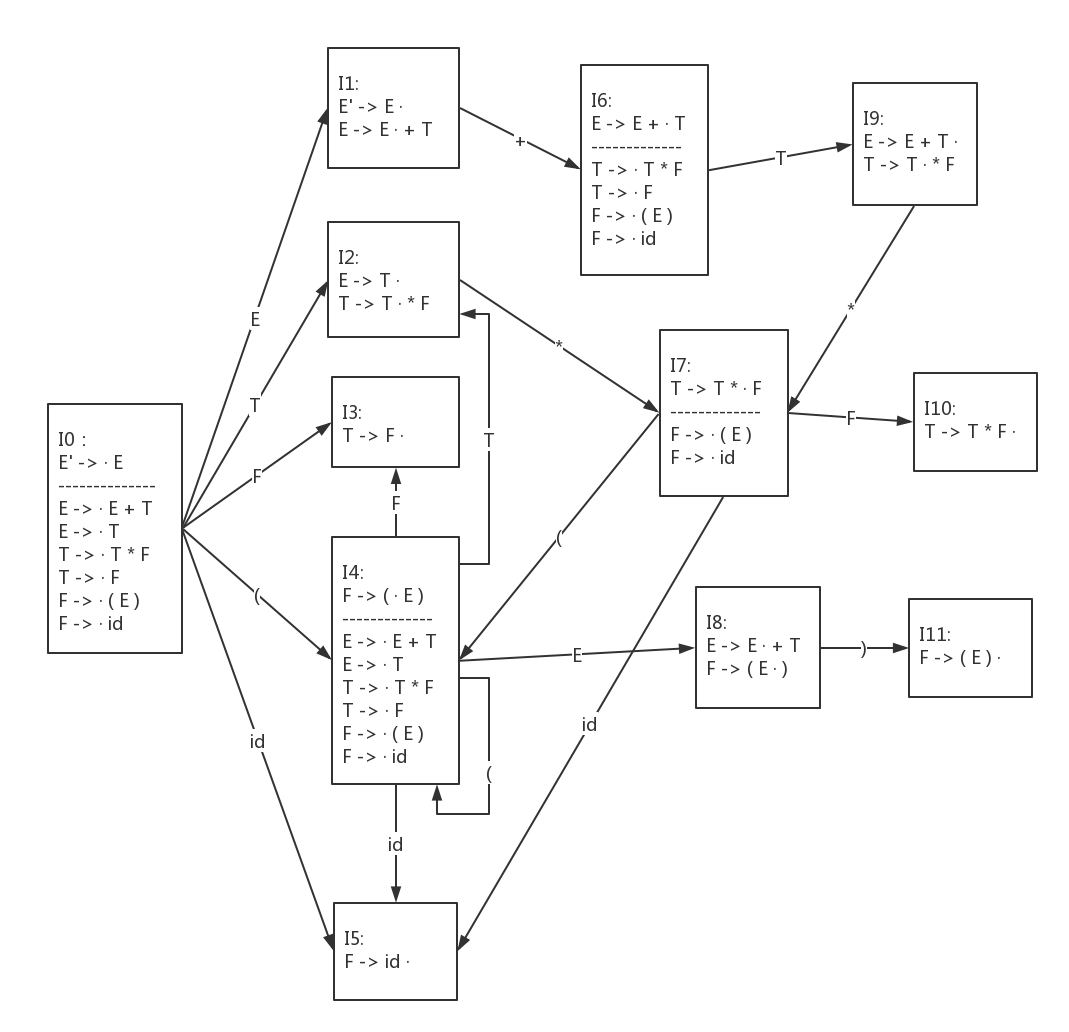 I0 :
E' -> · E
---------------
E -> · E + T
E -> · T
T -> · T * F
T -> · F
F -> · ( E )
F -> · id
E
T
F
(
id
I1:
E' -> E ·
E -> E · + T
+
I2:
E -> T ·
T -> T · * F
*
I3:
T -> F ·
F
T
I4:
F -> ( · E )
--------------
E -> · E + T
E -> · T
T -> · T * F
T -> · F
F -> · ( E )
F -> · id
E
(
id
I5:
F -> id ·
I6:
E -> E + · T
--------------
T -> · T * F
T -> · F
F -> · ( E )
F -> · id
T
I7:
T -> T * · F
--------------
F -> · ( E )
F -> · id
F
(
id
I8:
E -> E · + T
F -> ( E · )
)
I9:
E -> E + T ·
T -> T · * F
*
I10:
T -> T * F ·
I11:
F -> ( E ) ·